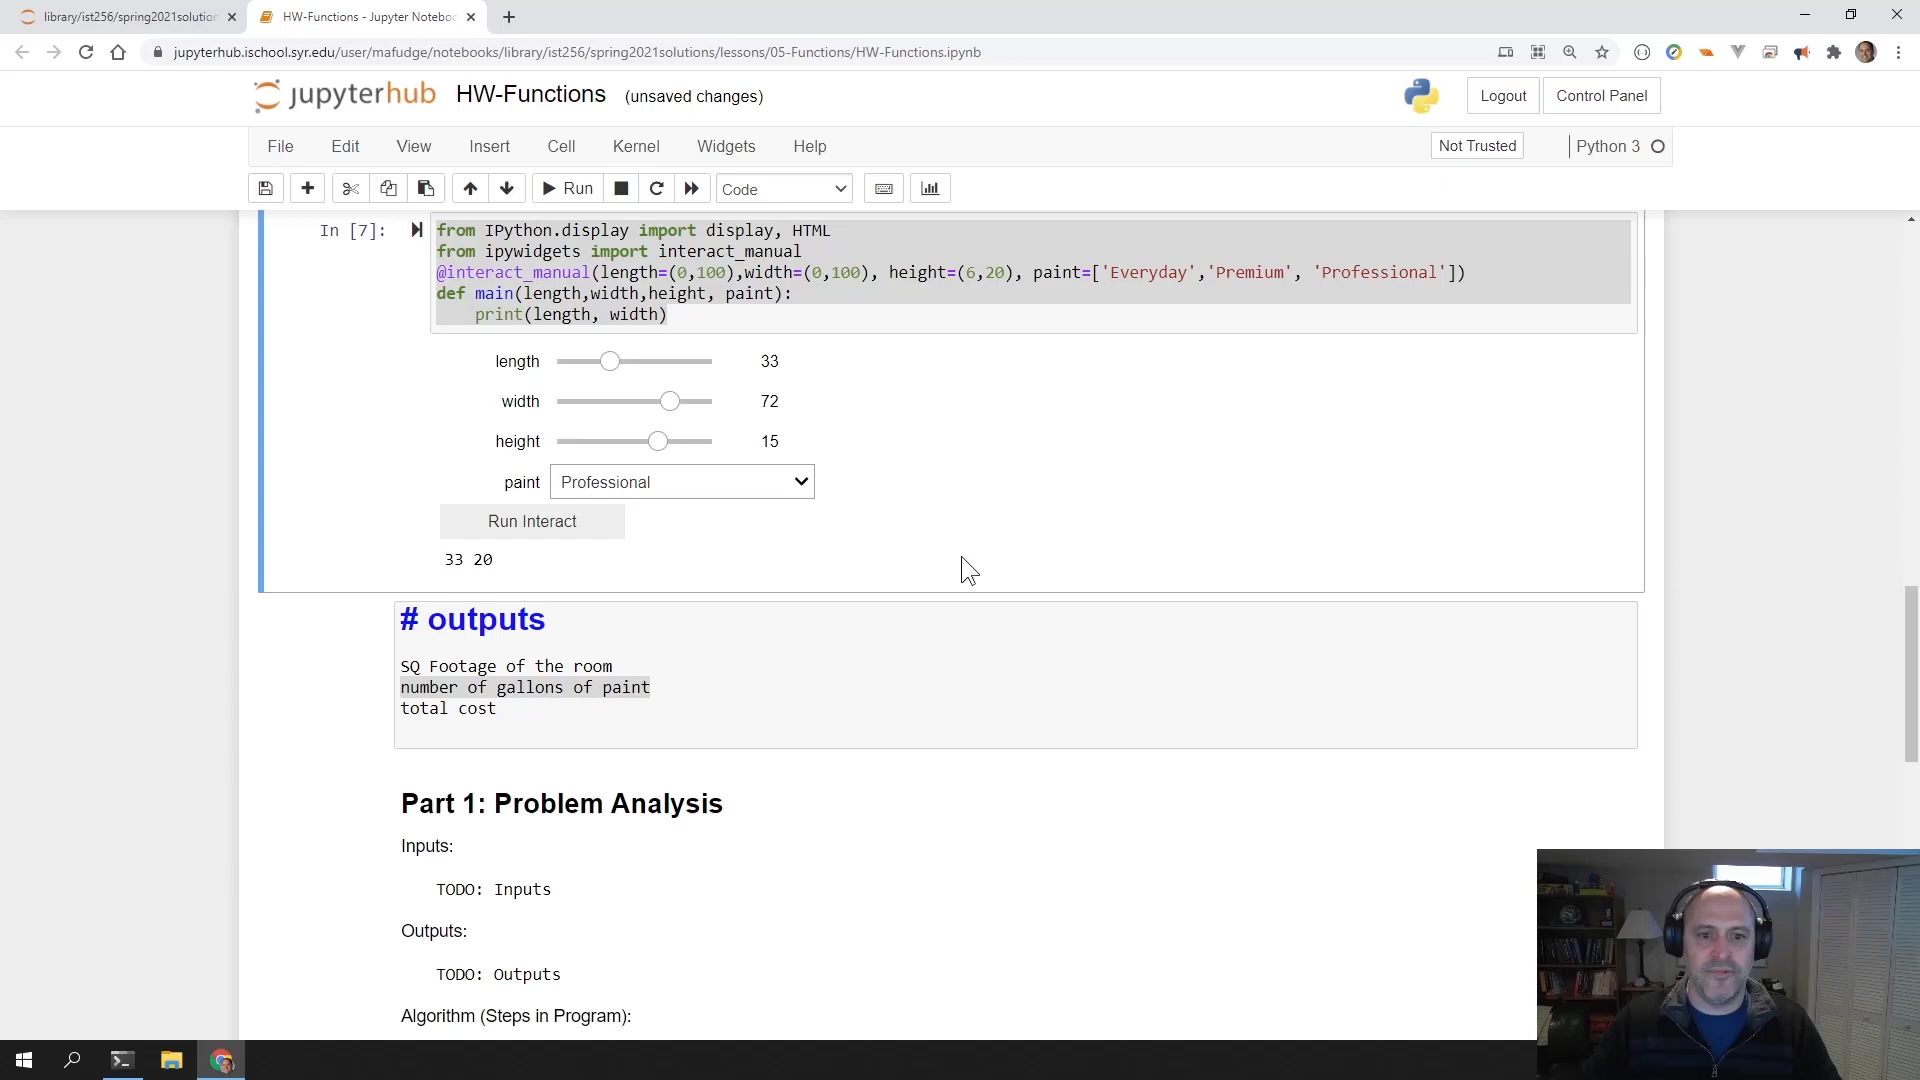 library/ist256/spring2021solution
HW-Functions - Jupyter Noteboo
jupyterhub.ischool.syr.edu/user/mafudge/notebooks/library/ist256/spring2021solutions/lessons/05-Functions/HW-Functions.ipynb
jupyterhub HW-Functions (unsaved changes)
Logout
Control Panel
File Edit View Insert Cell Kernel Widgets Help
Not Trusted
Python 3
Run
Code
In [7]:
from IPython.display import display, HTML
from ipywidgets import interact_manual
@interact_manual(length=(0,100),width=(0,100), height=(6,20), paint=['Everyday','Premium', 'Professional'])
def main(length,width,height, paint):
print(length, width)
length 33
width 72
height 15
paint Professional
Run Interact
33 20
# outputs
SQ Footage of the room
number of gallons of paint
total cost
Part 1: Problem Analysis
Inputs:
TODO: Inputs
Outputs:
TODO: Outputs
Algorithm (Steps in Program):